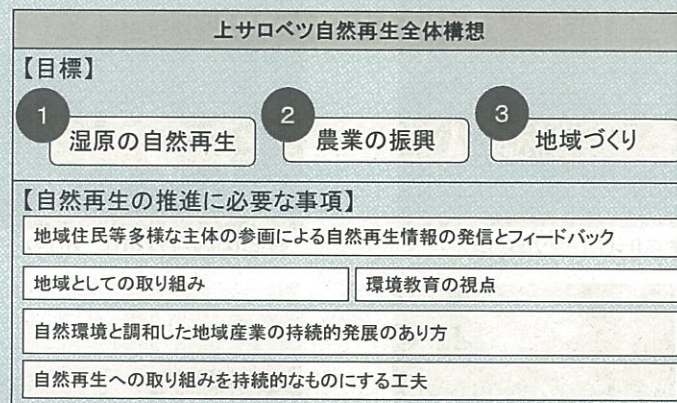 上サロベツ自然再生全体構想
【目標】
1
湿原の自然再生
2
農業の振興
3
地域づくり
【自然再生の推進に必要な事項】
地域住民等多様な主体の参画による自然再生情報の発信とフィードバック
地域としての取り組み
環境教育の視点
自然環境と調和した地域産業の持続的発展のあり方
自然再生への取り組みを持続的なものにする工夫